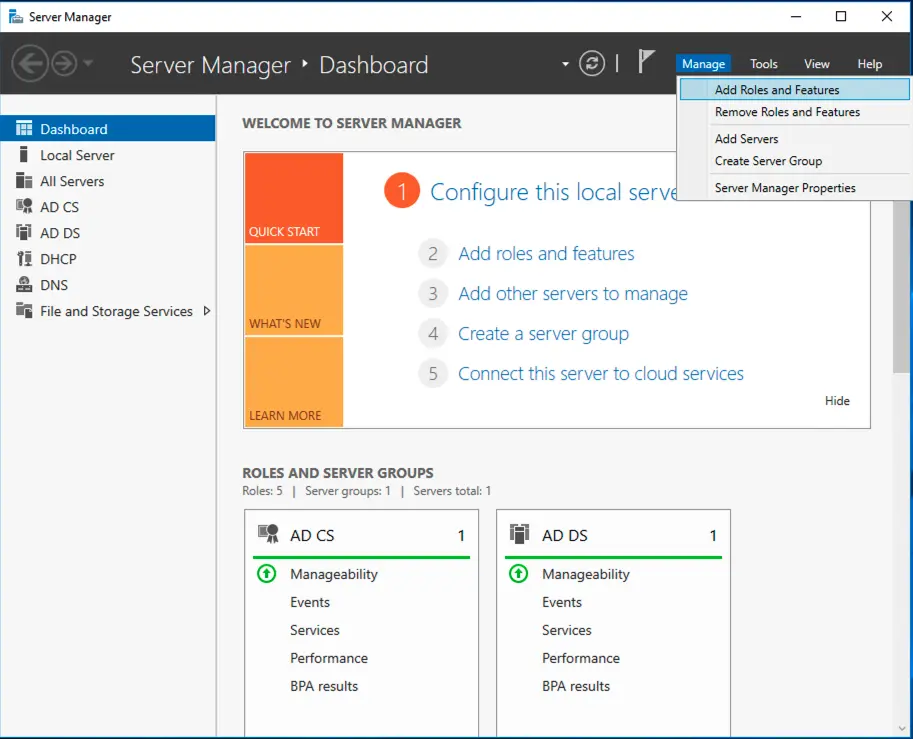 Server Manager
Server Manager ‣ Dashboard
Manage Tools View Help
Add Roles and Features
Remove Roles and Features
Add Servers
Create Server Group
Server Manager Properties
Dashboard
Local Server
All Servers
AD CS
AD DS
DHCP
DNS
File and Storage Services
WELCOME TO SERVER MANAGER
QUICK START
WHAT'S NEW
LEARN MORE
1 Configure this local serve
2 Add roles and features
3 Add other servers to manage
4 Create a server group
5 Connect this server to cloud services
Hide
ROLES AND SERVER GROUPS
Roles: 5 | Server groups: 1 | Servers total: 1
AD CS 1
Manageability
Events
Services
Performance
BPA results
AD DS 1
Manageability
Events
Services
Performance
BPA results